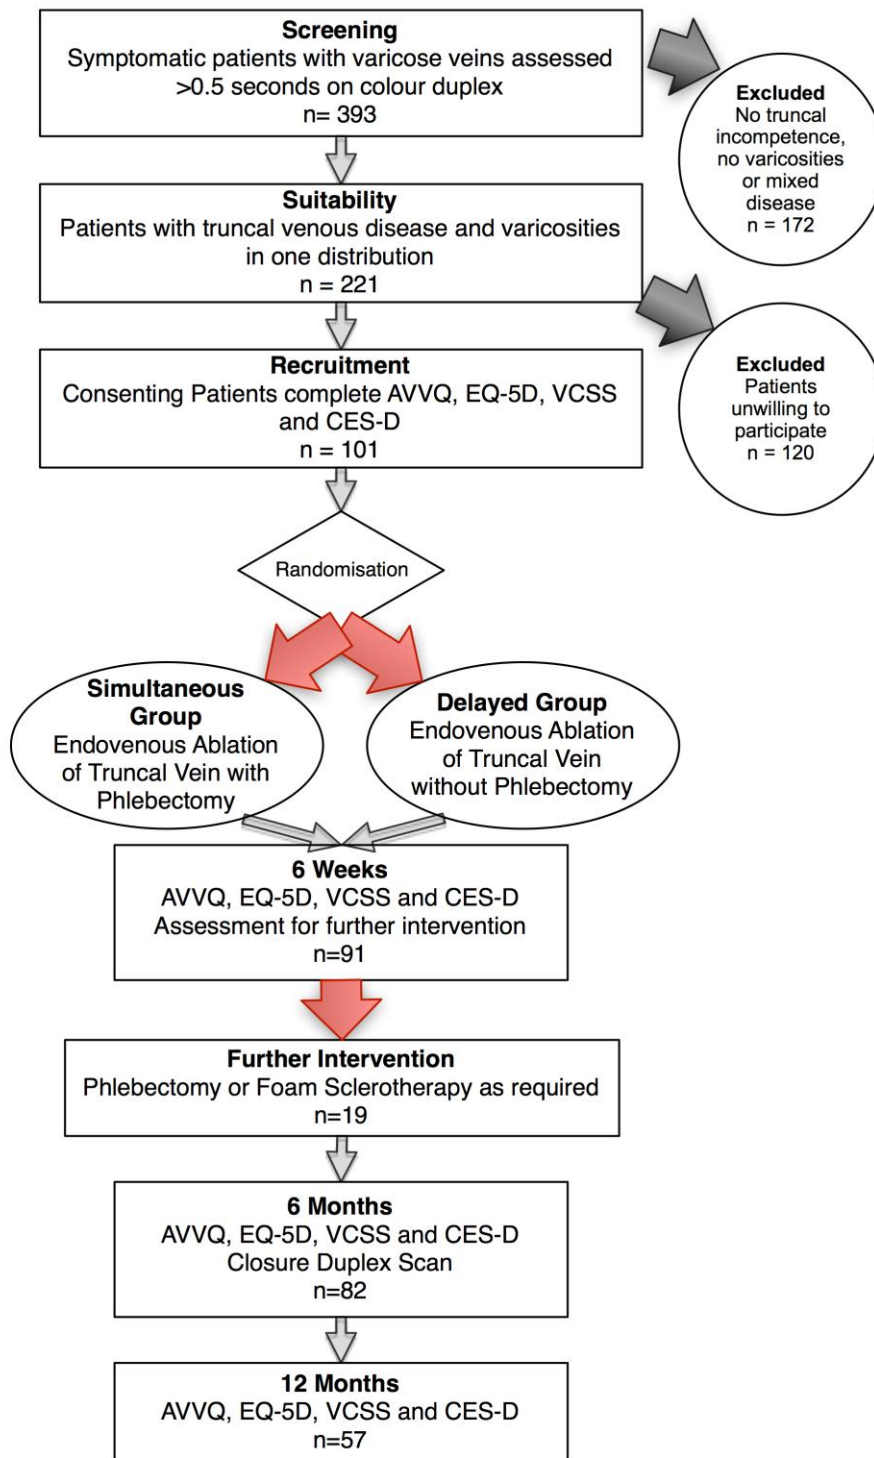 Screening
Symptomatic patients with varicose veins assessed
>0.5 seconds on colour duplex
n= 393
Excluded
No truncal
incompetence,
no varicosities
or mixed
disease
n = 172
Suitability
Patients with truncal venous disease and varicosities
in one distribution
n = 221
Recruitment
Consenting Patients complete AVVQ, EQ-5D, VCSS
and CES-D
n = 101
Excluded
Patients
unwilling to
participate
n = 120
Randomisation
Simultaneous
Group
Endovenous Ablation
of Truncal Vein with
Phlebectomy
Delayed Group
Endovenous Ablation
of Truncal Vein
without Phlebectomy
6 Weeks
AVVQ, EQ-5D, VCSS and CES-D
Assessment for further intervention
n=91
Further Intervention
Phlebectomy or Foam Sclerotherapy as required
n=19
6 Months
AVVQ, EQ-5D, VCSS and CES-D
Closure Duplex Scan
n=82
12 Months
AVVQ, EQ-5D, VCSS and CES-D
n=57